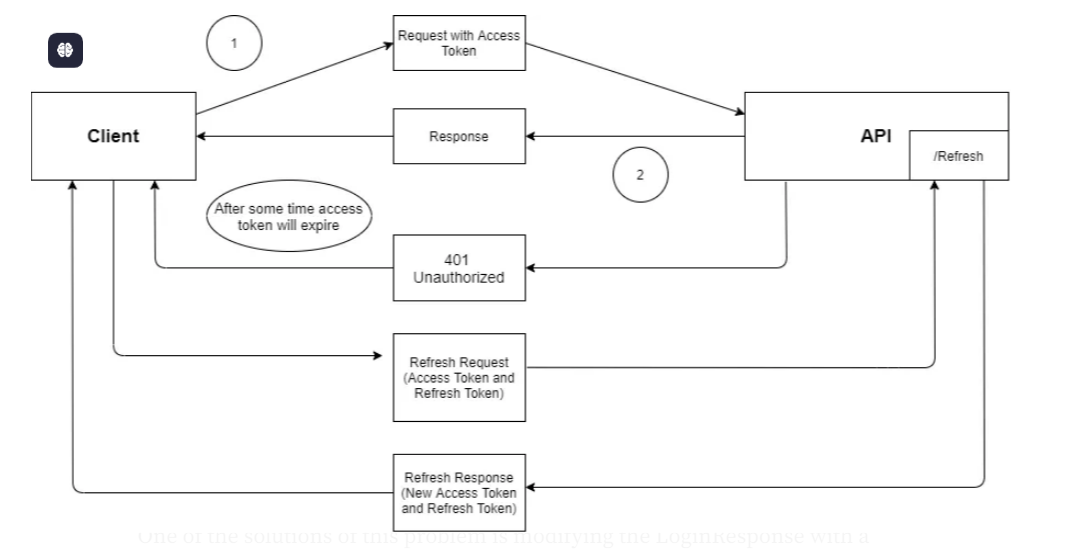 1
Request with Access
Token
Client
Response
API
/Refresh
2
After some time access
token will expire
401
Unauthorized
Refresh Request
(Access Token and
Refresh Token)
Refresh Response
(New Access Token
and Refresh Token)
One of the solutions of this problem is modifying the LoginResponse with a